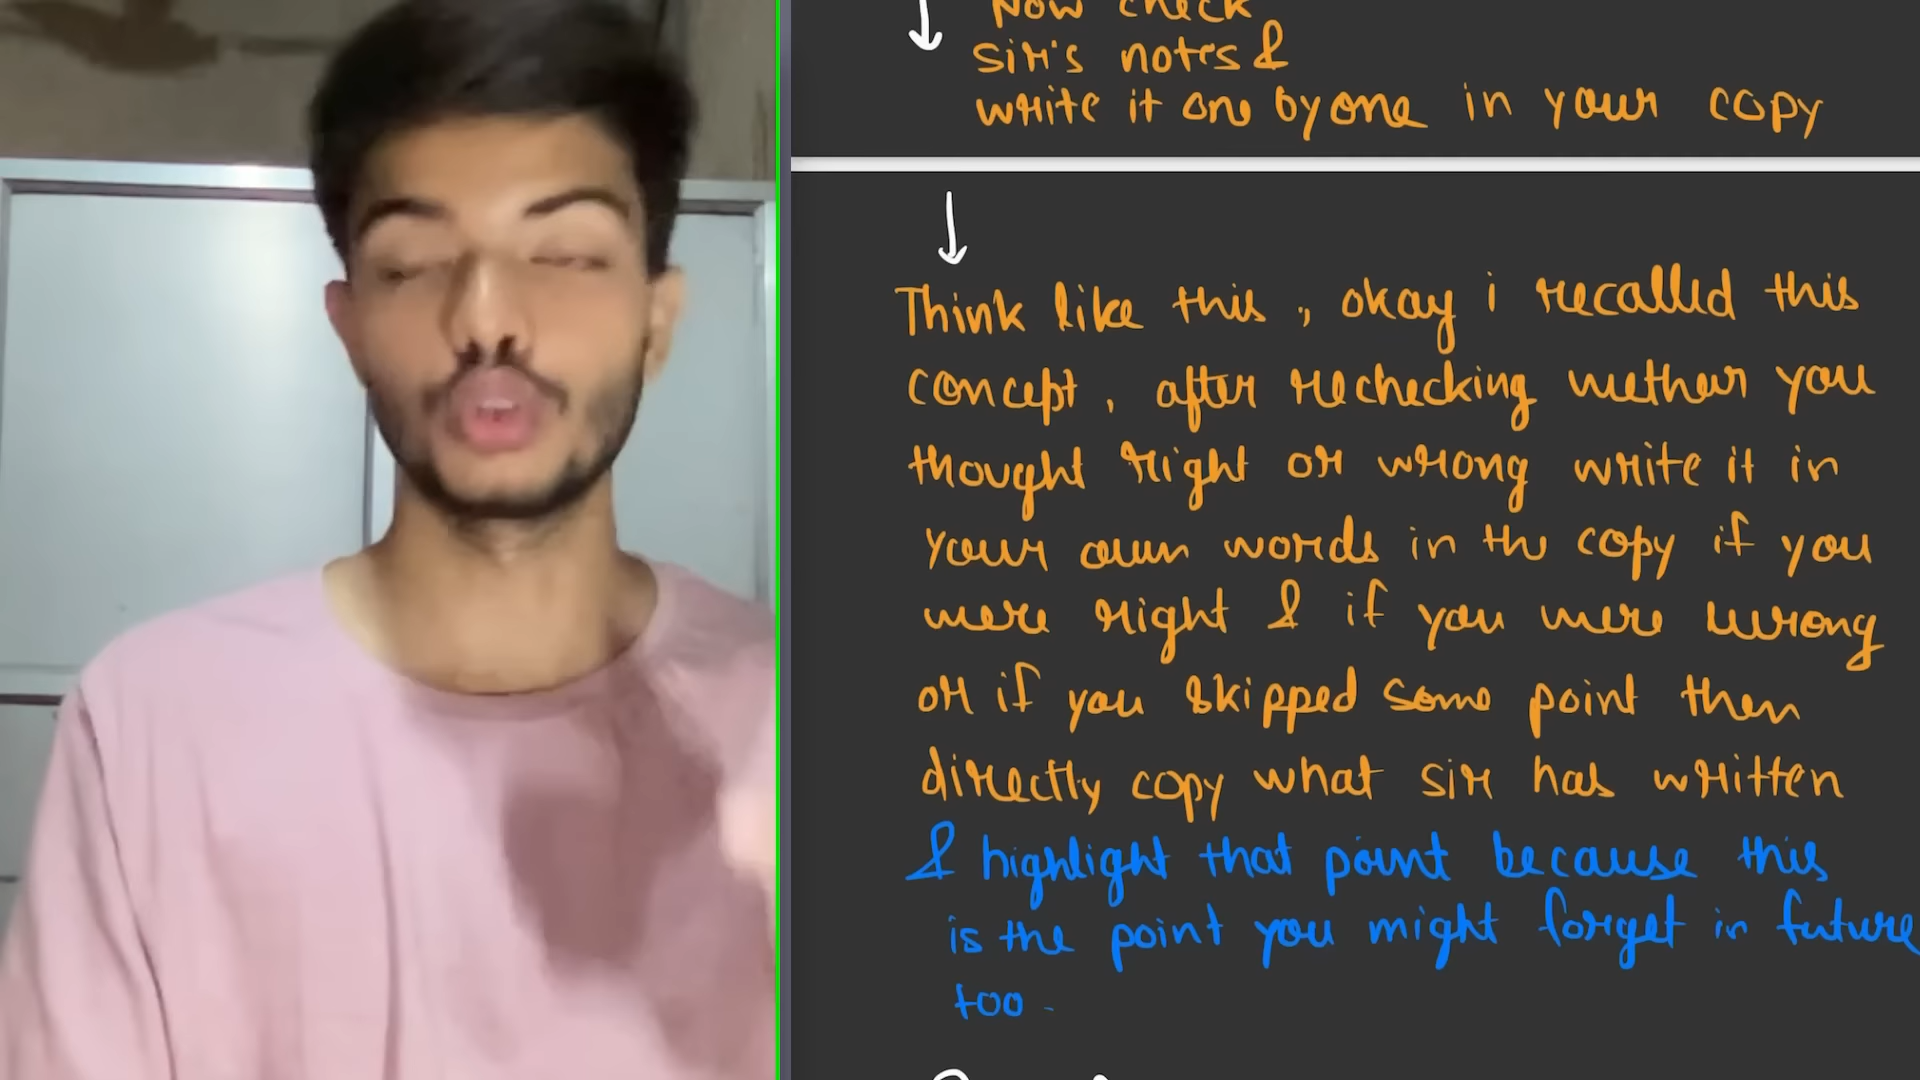 Now check
sir's notes &
write it one by one in your copy
Think like this, okay i recalled this
concept, after rechecking wether you
thought right or wrong write it in
your own words in the copy if you
were right & if you were wrong
or if you skipped some point then
directly copy what sir has written
& highlight that point because this
is the point you might forget in future
too.